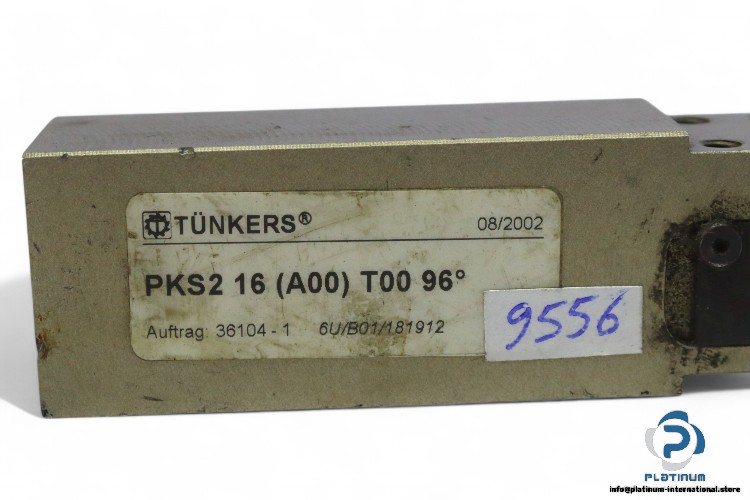 TÜNKERS® 08/2002
PKS2 16 (A00) T00 96°
Auftrag: 36104 - 1 6U/B01/181912
9556
PLATINUM
info@platinum-international.store